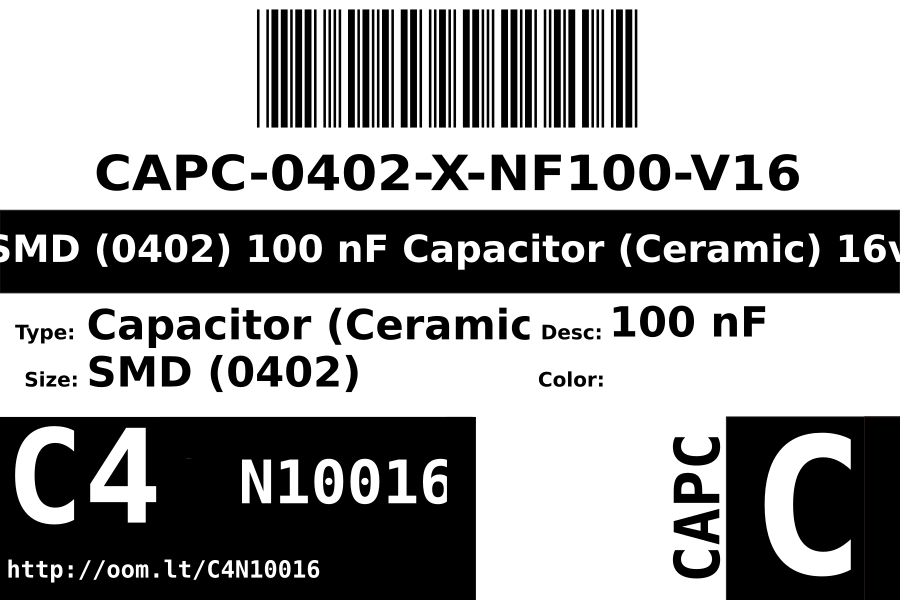 CAPC-0402-X-NF100-V16
SMD (0402) 100 nF Capacitor (Ceramic) 16v
Type: Capacitor (Ceramic Desc: 100 nF
Size: SMD (0402) Color:
C4 N10016
http://oom.lt/C4N10016
CAPC
C